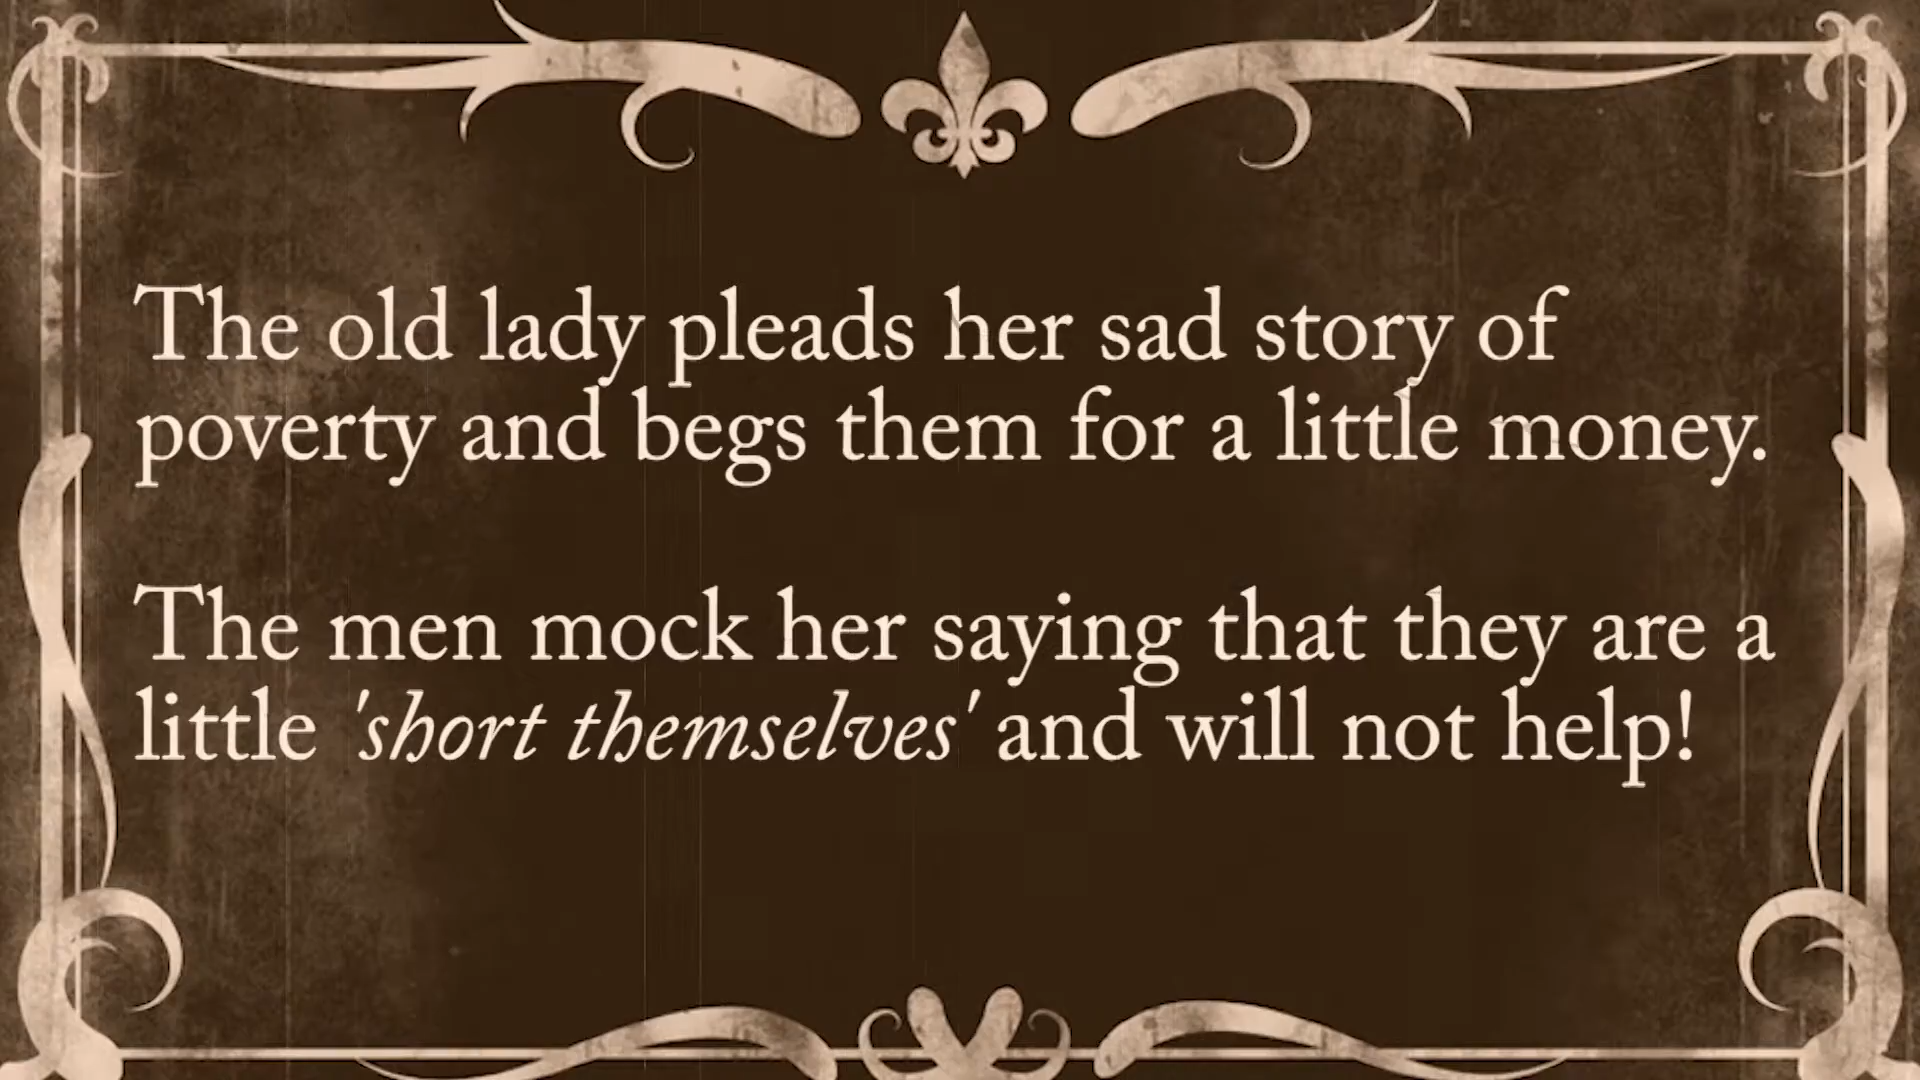 The old lady pleads her sad story of
poverty and begs them for a little money.
The men mock her saying that they are a
little 'short themselves' and will not help!